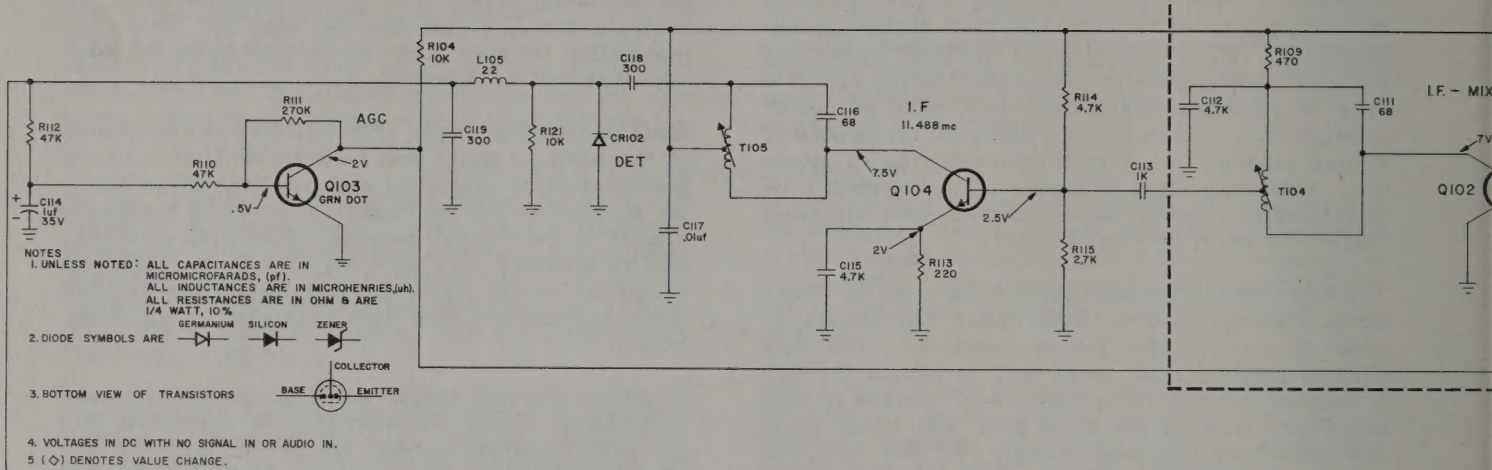 R104
10K
L105
22
C118
300
R109
470
R111
270K
AGC
R112
47K
R110
47K
2V
Q103
GRN DOT
.5V
+
C114
1uf
35V
-
C119
300
R121
10K
CR102
DET
T105
C116
68
I.F
11.488mc
7.5V
Q104
R114
4.7K
C112
4.7K
C111
68
I.F. - MIX
C113
1K
T104
.7V
Q102
2.5V
C117
.01uf
2V
C115
4.7K
R113
220
R115
2.7K
NOTES
1. UNLESS NOTED: ALL CAPACITANCES ARE IN
MICROMICROFARADS, (pf).
ALL INDUCTANCES ARE IN MICROHENRIES,(uh).
ALL RESISTANCES ARE IN OHM & ARE
1/4 WATT, 10%
GERMANIUM SILICON ZENER
2. DIODE SYMBOLS ARE
COLLECTOR
3. BOTTOM VIEW OF TRANSISTORS BASE EMITTER
4. VOLTAGES IN DC WITH NO SIGNAL IN OR AUDIO IN.
5 (◇) DENOTES VALUE CHANGE.